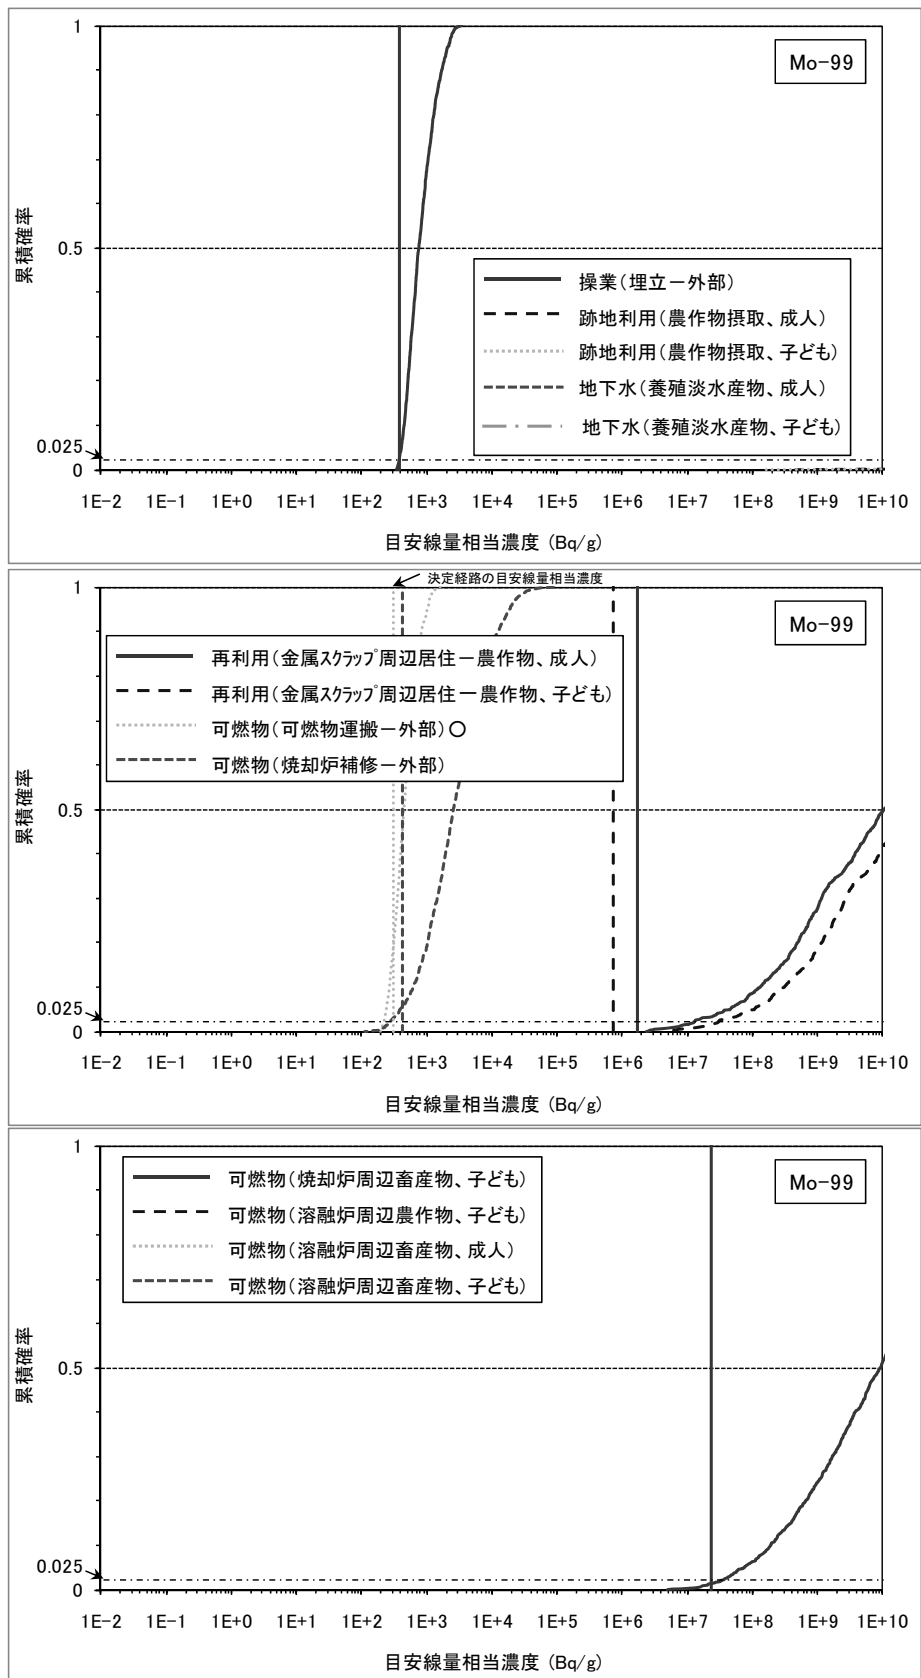 1
Mo-99
累積確率
0.5
操業(埋立－外部)
跡地利用(農作物摂取、成人)
跡地利用(農作物摂取、子ども)
地下水(養殖淡水産物、成人)
地下水(養殖淡水産物、子ども)
0.025
0
1E-2 1E-1 1E+0 1E+1 1E+2 1E+3 1E+4 1E+5 1E+6 1E+7 1E+8 1E+9 1E+10
目安線量相当濃度 (Bq/g)
決定経路の目安線量相当濃度
1
Mo-99
再利用(金属スクラップ周辺居住－農作物、成人)
再利用(金属スクラップ周辺居住－農作物、子ども)
可燃物(可燃物運搬－外部)○
可燃物(焼却炉補修－外部)
累積確率
0.5
0.025
0
1E-2 1E-1 1E+0 1E+1 1E+2 1E+3 1E+4 1E+5 1E+6 1E+7 1E+8 1E+9 1E+10
目安線量相当濃度 (Bq/g)
1
Mo-99
可燃物(焼却炉周辺畜産物、子ども)
可燃物(溶融炉周辺農作物、子ども)
可燃物(溶融炉周辺畜産物、成人)
可燃物(溶融炉周辺畜産物、子ども)
累積確率
0.5
0.025
0
1E-2 1E-1 1E+0 1E+1 1E+2 1E+3 1E+4 1E+5 1E+6 1E+7 1E+8 1E+9 1E+10
目安線量相当濃度 (Bq/g)